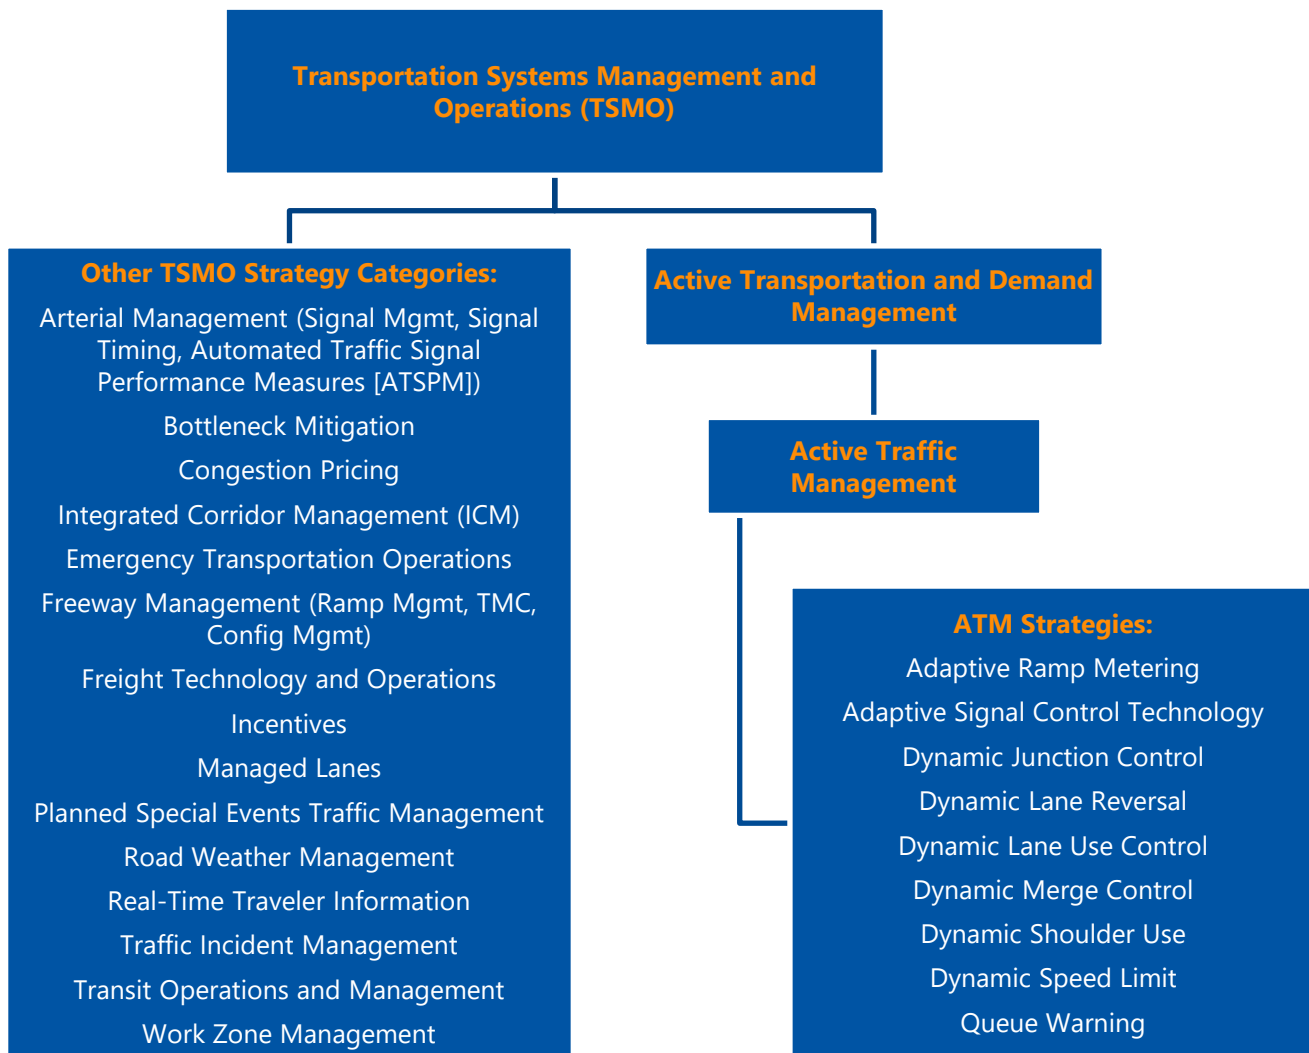 Transportation Systems Management and
Operations (TSMO)
Other TSMO Strategy Categories:
Arterial Management (Signal Mgmt, Signal
Timing, Automated Traffic Signal
Performance Measures [ATSPM])
Bottleneck Mitigation
Congestion Pricing
Integrated Corridor Management (ICM)
Emergency Transportation Operations
Freeway Management (Ramp Mgmt, TMC,
Config Mgmt)
Freight Technology and Operations
Incentives
Managed Lanes
Planned Special Events Traffic Management
Road Weather Management
Real-Time Traveler Information
Traffic Incident Management
Transit Operations and Management
Work Zone Management
Active Transportation and Demand
Management
Active Traffic
Management
ATM Strategies:
Adaptive Ramp Metering
Adaptive Signal Control Technology
Dynamic Junction Control
Dynamic Lane Reversal
Dynamic Lane Use Control
Dynamic Merge Control
Dynamic Shoulder Use
Dynamic Speed Limit
Queue Warning